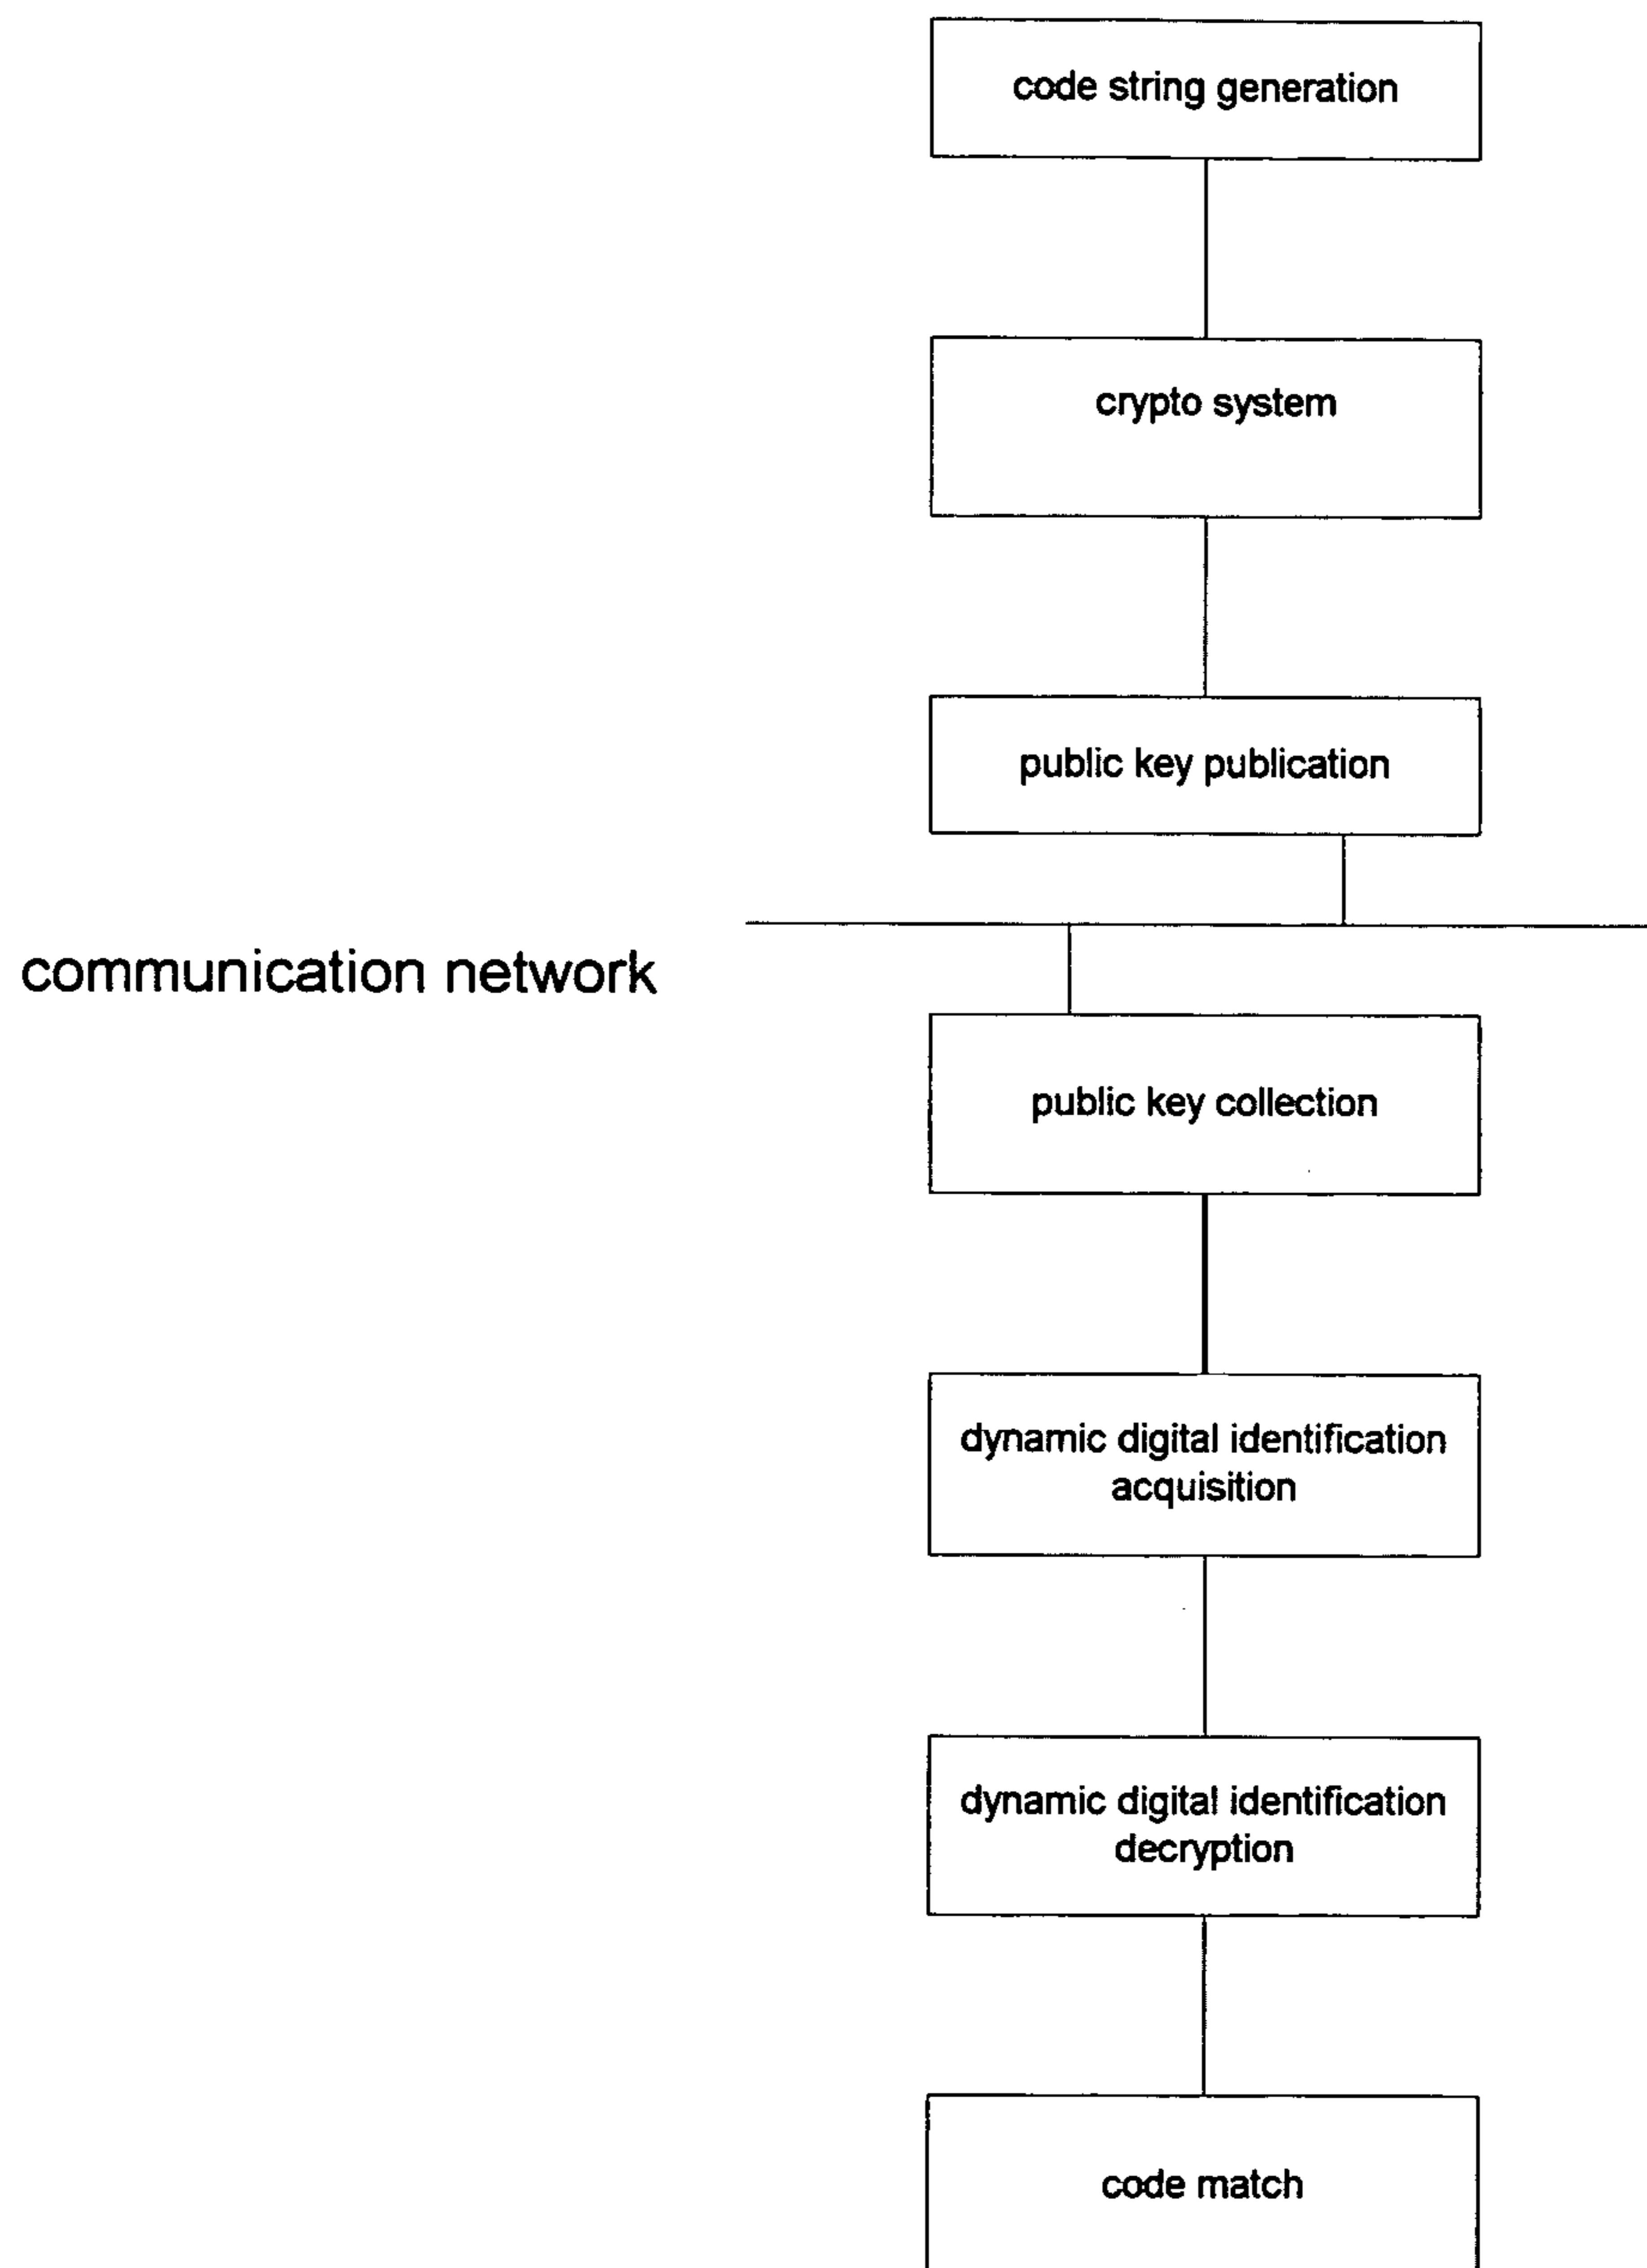 code string generation
crypto system
public key publication
communication network
public key collection
dynamic digital identification
acquisition
dynamic digital identification
decryption
code match